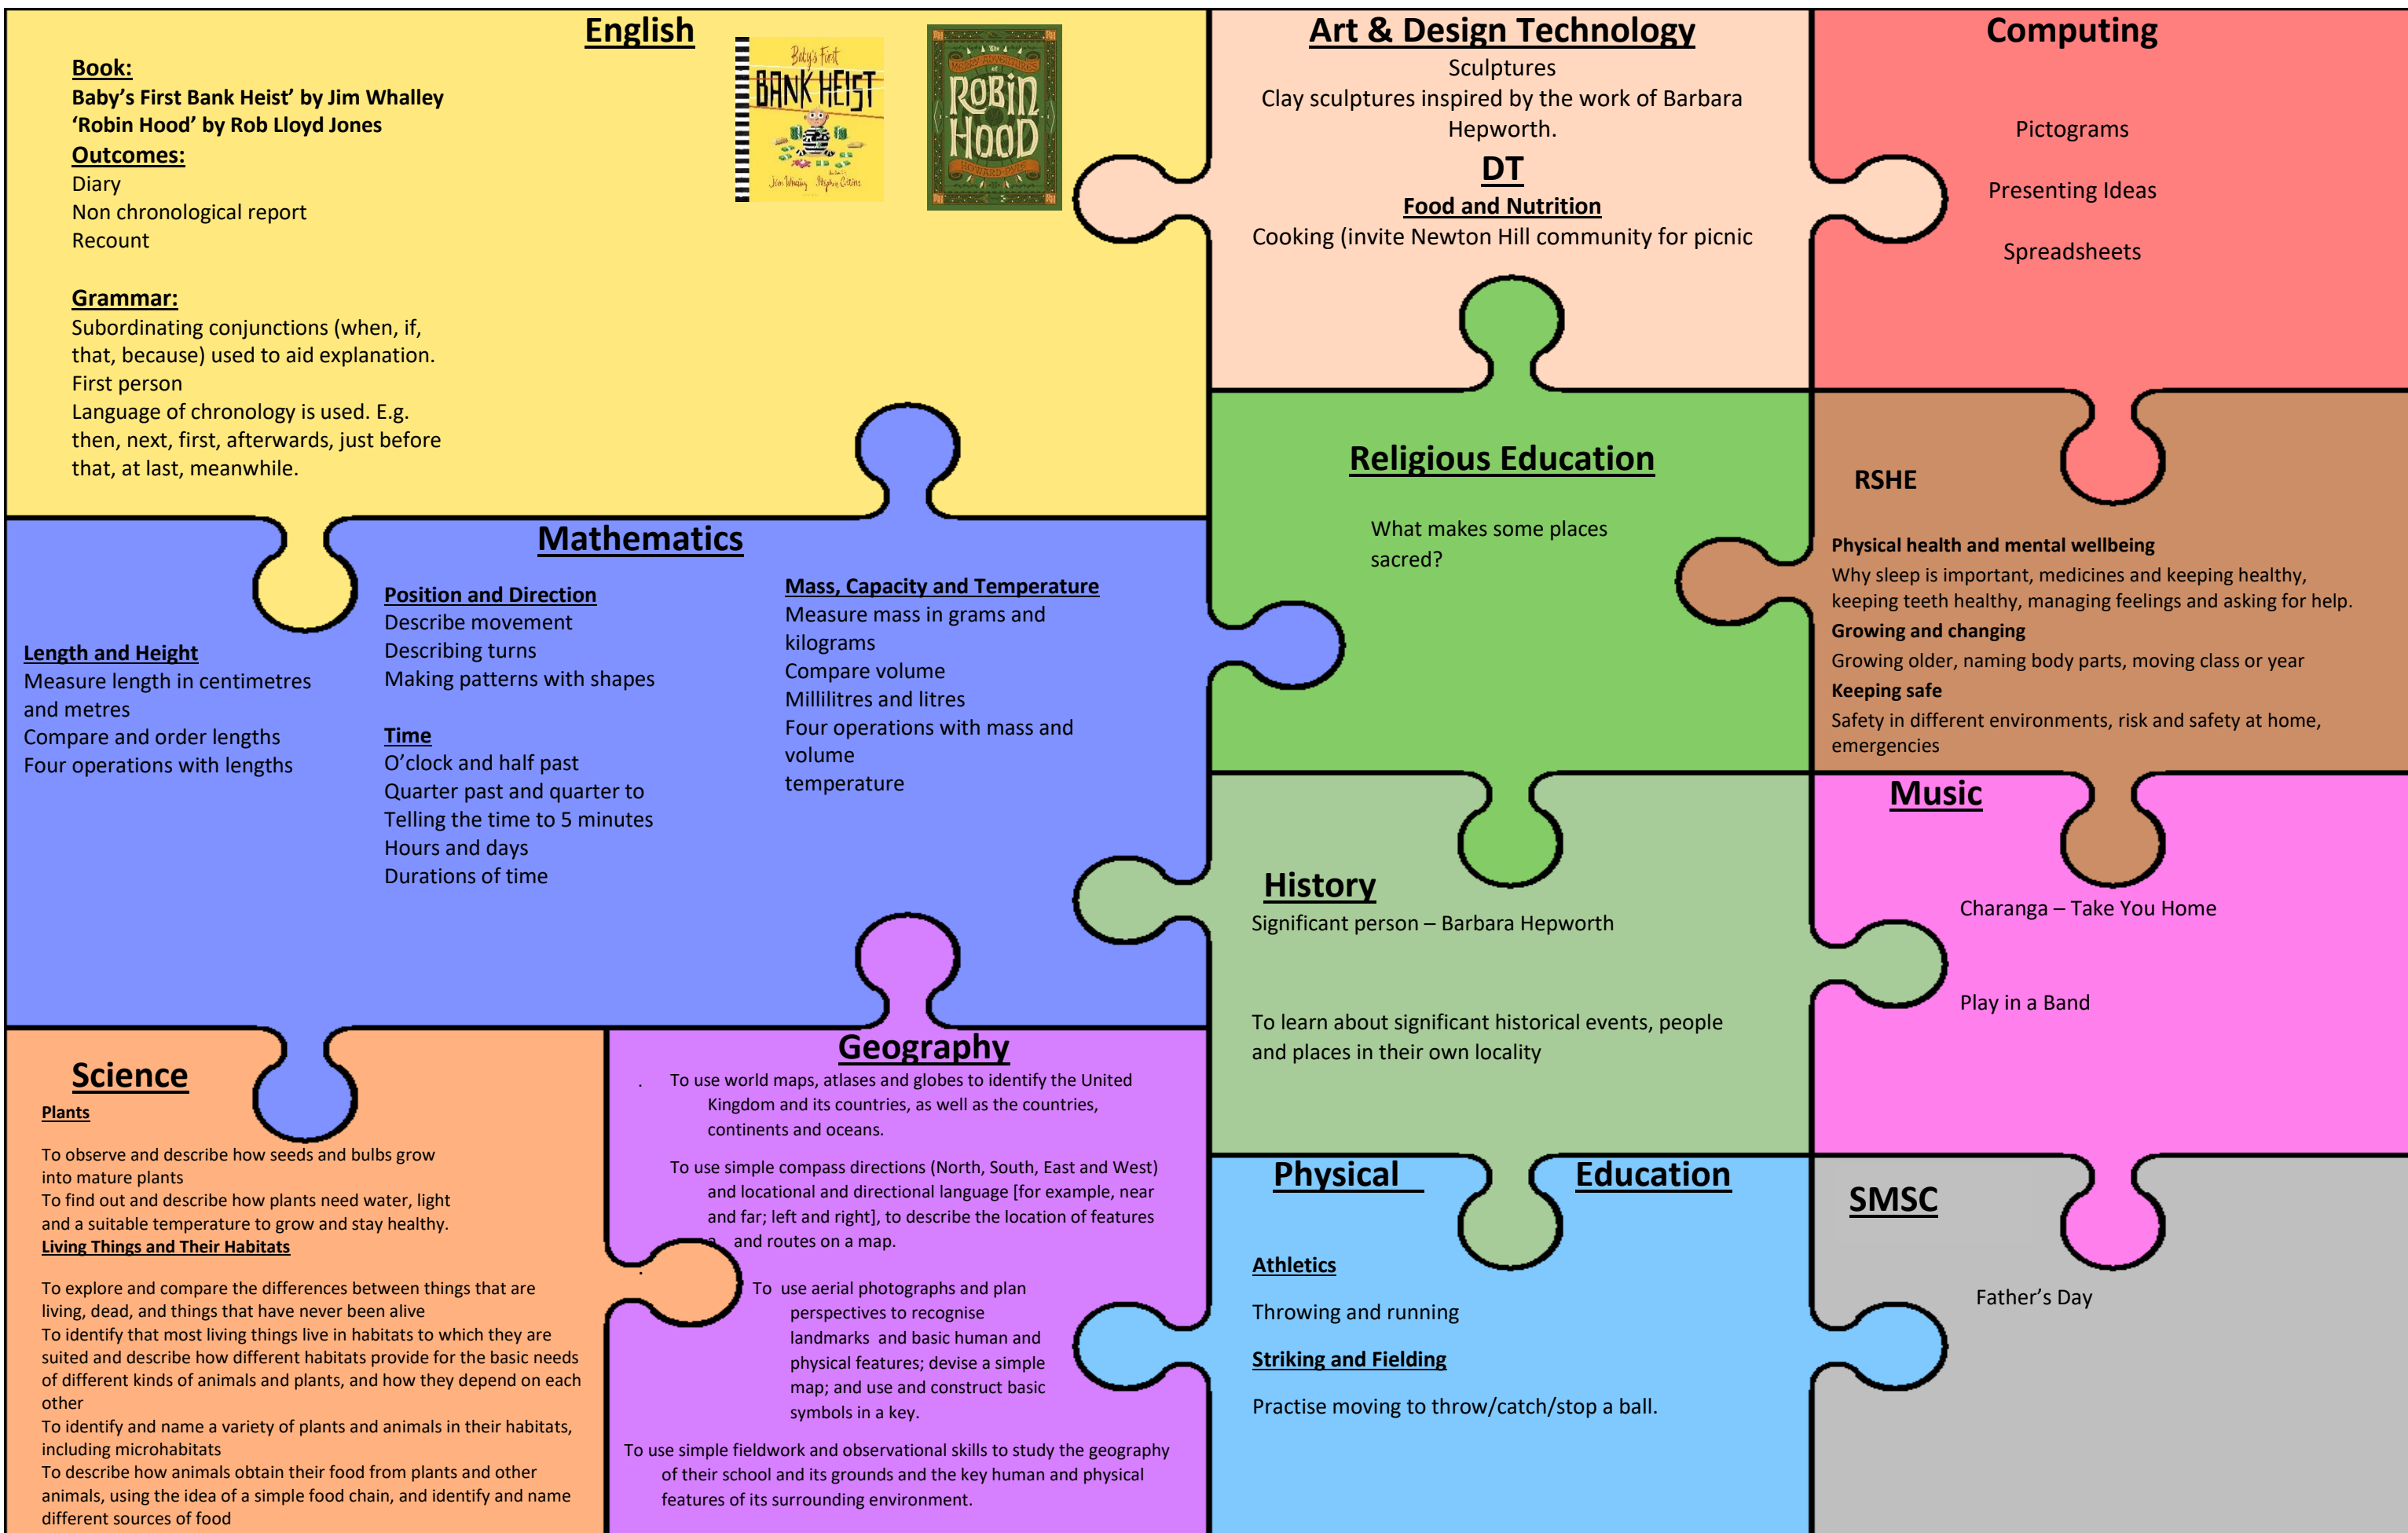 English
Book:
Baby's First Bank Heist' by Jim Whalley
'Robin Hood' by Rob Lloyd Jones
Outcomes:
Diary
Non chronological report
Recount
Grammar:
Subordinating conjunctions (when, if,
that, because) used to aid explanation.
First person
Language of chronology is used. E.g.
then, next, first, afterwards, just before
that, at last, meanwhile.
Baby's First
BANK HEIST
Jim Whalley Stephen Collins
The
MERRY ADVENTURES
of
ROBIN
HOOD
HOWARD PYLE
Art & Design Technology
Sculptures
Clay sculptures inspired by the work of Barbara
Hepworth.
DT
Food and Nutrition
Cooking (invite Newton Hill community for picnic
Computing
Pictograms
Presenting Ideas
Spreadsheets
Mathematics
Length and Height
Measure length in centimetres
and metres
Compare and order lengths
Four operations with lengths
Position and Direction
Describe movement
Describing turns
Making patterns with shapes
Time
O'clock and half past
Quarter past and quarter to
Telling the time to 5 minutes
Hours and days
Durations of time
Mass, Capacity and Temperature
Measure mass in grams and
kilograms
Compare volume
Millilitres and litres
Four operations with mass and
volume
temperature
Religious Education
What makes some places
sacred?
RSHE
Physical health and mental wellbeing
Why sleep is important, medicines and keeping healthy,
keeping teeth healthy, managing feelings and asking for help.
Growing and changing
Growing older, naming body parts, moving class or year
Keeping safe
Safety in different environments, risk and safety at home,
emergencies
History
Significant person – Barbara Hepworth
To learn about significant historical events, people
and places in their own locality
Music
Charanga – Take You Home
Play in a Band
Science
Plants
To observe and describe how seeds and bulbs grow
into mature plants
To find out and describe how plants need water, light
and a suitable temperature to grow and stay healthy.
Living Things and Their Habitats
To explore and compare the differences between things that are
living, dead, and things that have never been alive
To identify that most living things live in habitats to which they are
suited and describe how different habitats provide for the basic needs
of different kinds of animals and plants, and how they depend on each
other
To identify and name a variety of plants and animals in their habitats,
including microhabitats
To describe how animals obtain their food from plants and other
animals, using the idea of a simple food chain, and identify and name
different sources of food
Geography
. To use world maps, atlases and globes to identify the United
Kingdom and its countries, as well as the countries,
continents and oceans.
To use simple compass directions (North, South, East and West)
and locational and directional language [for example, near
and far; left and right], to describe the location of features
a and routes on a map.
.
To use aerial photographs and plan
perspectives to recognise
landmarks and basic human and
physical features; devise a simple
map; and use and construct basic
symbols in a key.
To use simple fieldwork and observational skills to study the geography
of their school and its grounds and the key human and physical
features of its surrounding environment.
Physical Education
Athletics
Throwing and running
Striking and Fielding
Practise moving to throw/catch/stop a ball.
SMSC
Father's Day